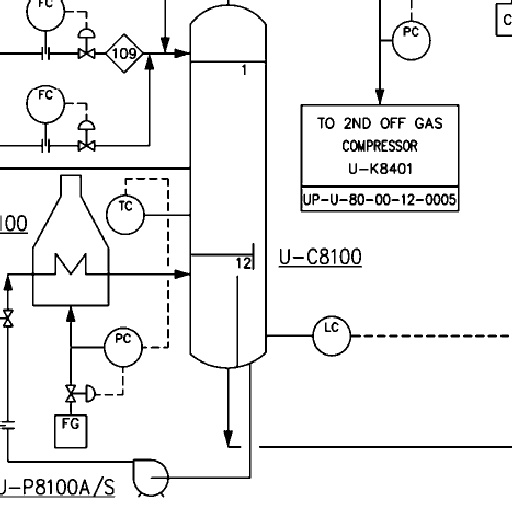 FC
PC
C
109
1
FC
TO 2ND OFF GAS
COMPRESSOR
U-K8401
UP-U-80-00-12-0005
TC
100
12
U-C8100
LC
PC
FG
U-P8100A/S